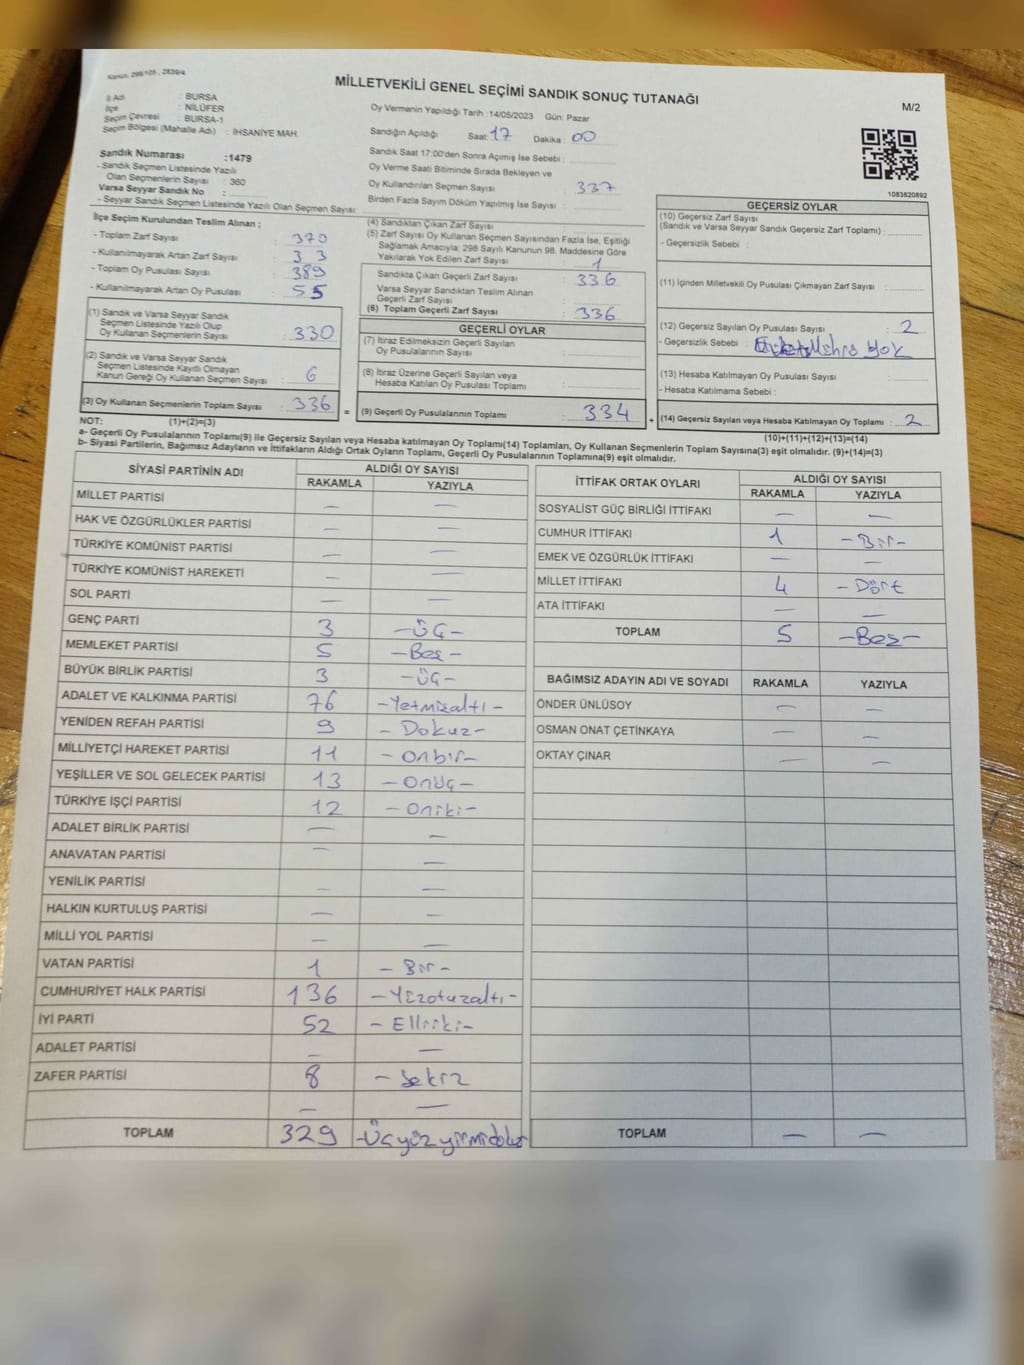 Kanun: 298/105 , 2839/4
MİLLETVEKİLİ GENEL SEÇİMİ SANDIK SONUÇ TUTANAĞI
M/2
İl Adı : BURSA
İlçe : NİLÜFER
Seçim Çevresi : BURSA-1
Seçim Bölgesi (Mahalle Adı) : İHSANİYE MAH.
Oy Vermenin Yapıldığı Tarih :14/05/2023 Gün: Pazar
Sandığın Açıldığı Saat: 17 Dakika : 00
Sandık Numarası :1479
- Sandık Seçmen Listesinde Yazılı
Olan Seçmenlerin Sayısı : 360
Varsa Seyyar Sandık No :
- Seyyar Sandık Seçmen Listesinde Yazılı Olan Seçmen Sayısı:
Sandık Saat 17:00'den Sonra Açımış İse Sebebi :
Oy Verme Saati Bitiminde Sırada Bekleyen ve
Oy Kullandırılan Seçmen Sayısı : 337
Birden Fazla Sayım Döküm Yapılmış İse Sayısı :
1083820892
İlçe Seçim Kurulundan Teslim Alınan ;
- Toplam Zarf Sayısı : 379
- Kullanılmayarak Artan Zarf Sayısı : 33
- Toplam Oy Pusulası Sayısı : 389
- Kullanılmayarak Artan Oy Pusulası : 55
(1) Sandık ve Varsa Seyyar Sandık
Seçmen Listesinde Yazılı Olup
Oy Kullanan Seçmenlerin Sayısı : 330
(2) Sandık ve Varsa Seyyar Sandık
Seçmen Listesinde Kayıtlı Olmayan
Kanun Gereği Oy Kullanan Seçmen Sayısı : 6
(3) Oy Kullanan Seçmenlerin Toplam Sayısı : 336 =
(4) Sandıktan Çıkan Zarf Sayısı :
(5) Zarf Sayısı Oy Kullanan Seçmen Sayısından Fazla İse, Eşitliği
Sağlamak Amacıyla; 298 Sayılı Kanunun 98. Maddesine Göre
Yakılarak Yok Edilen Zarf Sayısı : 1
Sandıkta Çıkan Geçerli Zarf Sayısı : 336
Varsa Seyyar Sandıktan Teslim Alınan
Geçerli Zarf Sayısı :
(6) Toplam Geçerli Zarf Sayısı : 336
GEÇERLİ OYLAR
(7) İtiraz Edilmeksizin Geçerli Sayılan
Oy Pusulalarının Sayısı :
(8) İtiraz Üzerine Geçerli Sayılan veya
Hesaba Katılan Oy Pusulası Toplamı :
(9) Geçerli Oy Pusulalarının Toplamı : 334 +
GEÇERSİZ OYLAR
(10) Geçersiz Zarf Sayısı
(Sandık ve Varsa Seyyar Sandık Geçersiz Zarf Toplamı) :
- Geçersizlik Sebebi :
(11) İçinden Milletvekili Oy Pusulası Çıkmayan Zarf Sayısı :
(12) Geçersiz Sayılan Oy Pusulası Sayısı : 2
- Geçersizlik Sebebi : yok
(13) Hesaba Katılmayan Oy Pusulası Sayısı :
- Hesaba Katılmama Sebebi :
(14) Geçersiz Sayılan veya Hesaba Katılmayan Oy Toplamı : 2
NOT: (1)+(2)=(3) (10)+(11)+(12)+(13)=(14)
a- Geçerli Oy Pusulalarının Toplamı(9) ile Geçersiz Sayılan veya Hesaba katılmayan Oy Toplamı(14) Toplamları, Oy Kullanan Seçmenlerin Toplam Sayısına(3) eşit olmalıdır. (9)+(14)=(3)
b- Siyasi Partilerin, Bağımsız Adayların ve İttifakların Aldığı Ortak Oyların Toplamı, Geçerli Oy Pusulalarının Toplamına(9) eşit olmalıdır.
SİYASİ PARTİNİN ADI ALDIĞI OY SAYISI
RAKAMLA YAZIYLA
MİLLET PARTİSİ — —
HAK VE ÖZGÜRLÜKLER PARTİSİ — —
TÜRKİYE KOMÜNİST PARTİSİ — —
TÜRKİYE KOMÜNİST HAREKETİ — —
SOL PARTİ — —
GENÇ PARTİ 3 -Üç-
MEMLEKET PARTİSİ 5 -Beş-
BÜYÜK BİRLİK PARTİSİ 3 -Üç-
ADALET VE KALKINMA PARTİSİ 76 -Yetmişaltı-
YENİDEN REFAH PARTİSİ 9 -Dokuz-
MİLLİYETÇİ HAREKET PARTİSİ 11 -Onbir-
YEŞİLLER VE SOL GELECEK PARTİSİ 13 -Onüç-
TÜRKİYE İŞÇİ PARTİSİ 12 -Oniki-
ADALET BİRLİK PARTİSİ — —
ANAVATAN PARTİSİ — —
YENİLİK PARTİSİ — —
HALKIN KURTULUŞ PARTİSİ — —
MİLLİ YOL PARTİSİ — —
VATAN PARTİSİ 1 -Bir-
CUMHURİYET HALK PARTİSİ 136 -Yüzotuzaltı-
İYİ PARTİ 52 -Elliiki-
ADALET PARTİSİ — —
ZAFER PARTİSİ 8 -Sekiz
— —
TOPLAM 329 -Üçyüzyirmidokuz
İTTİFAK ORTAK OYLARI ALDIĞI OY SAYISI
RAKAMLA YAZIYLA
SOSYALİST GÜÇ BİRLİĞİ İTTİFAKI — —
CUMHUR İTTİFAKI 1 -Bir-
EMEK VE ÖZGÜRLÜK İTTİFAKI — —
MİLLET İTTİFAKI 4 -Dört
ATA İTTİFAKI — —
TOPLAM 5 -Beş-
BAĞIMSIZ ADAYIN ADI VE SOYADI RAKAMLA YAZIYLA
ÖNDER ÜNLÜSOY — —
OSMAN ONAT ÇETİNKAYA — —
OKTAY ÇINAR — —
TOPLAM — —